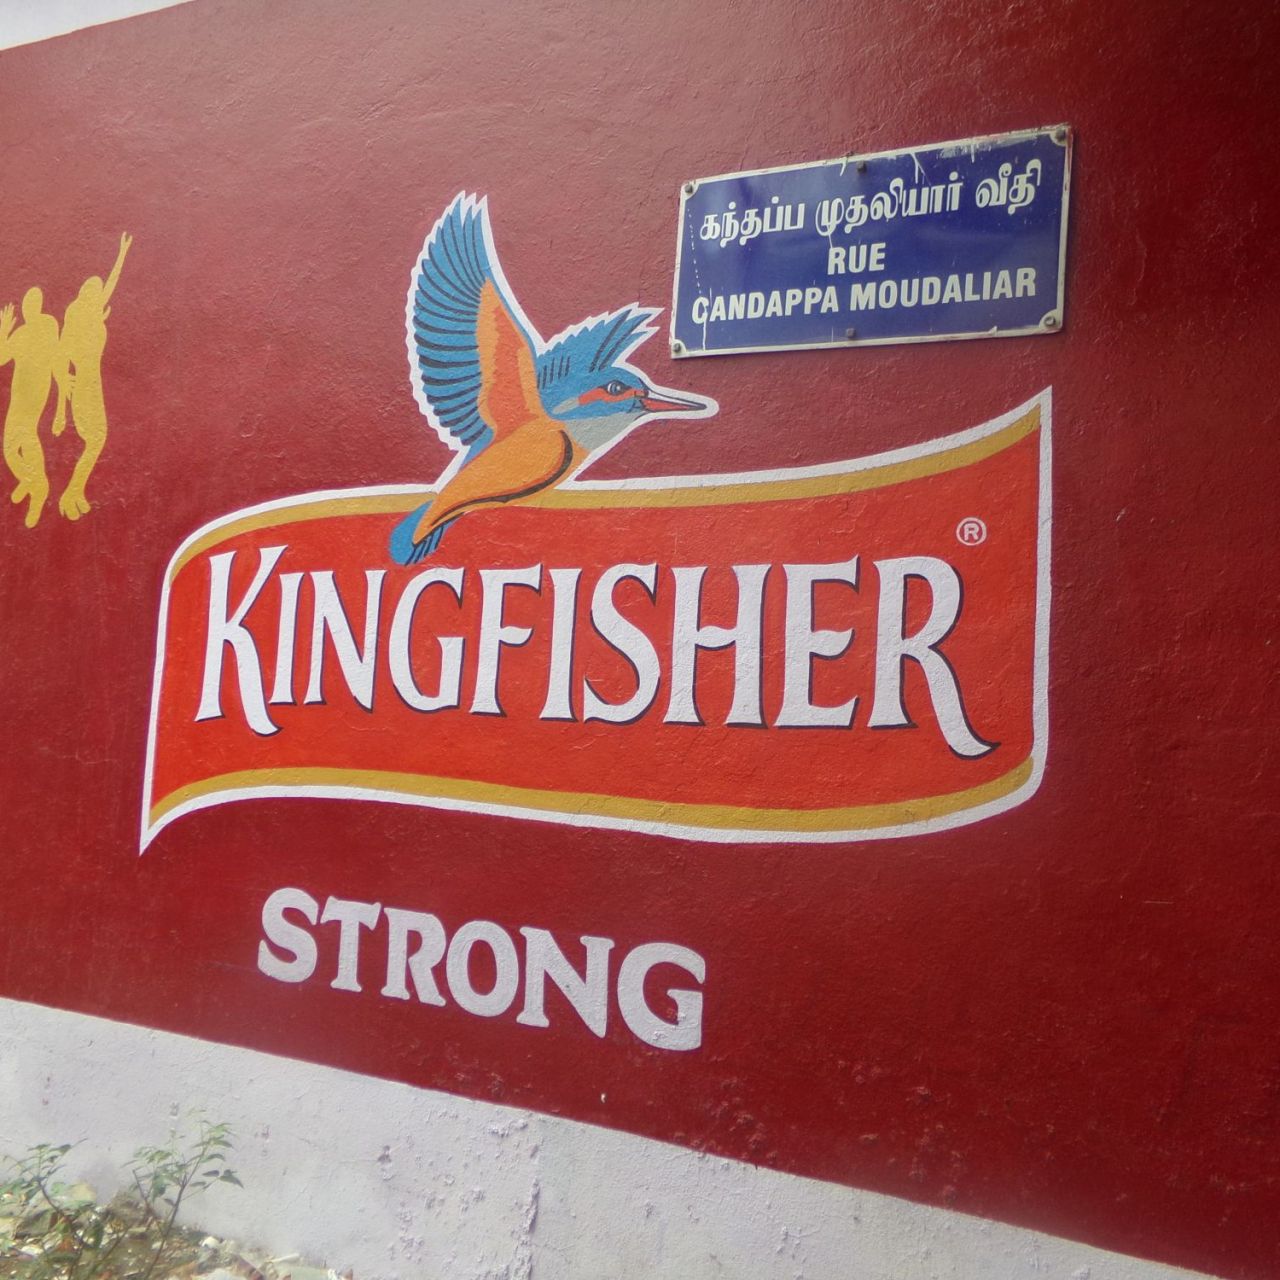 கந்தப்ப முதலியார் வீதி
RUE
CANDAPPA MOUDALIAR
KINGFISHER ®
STRONG